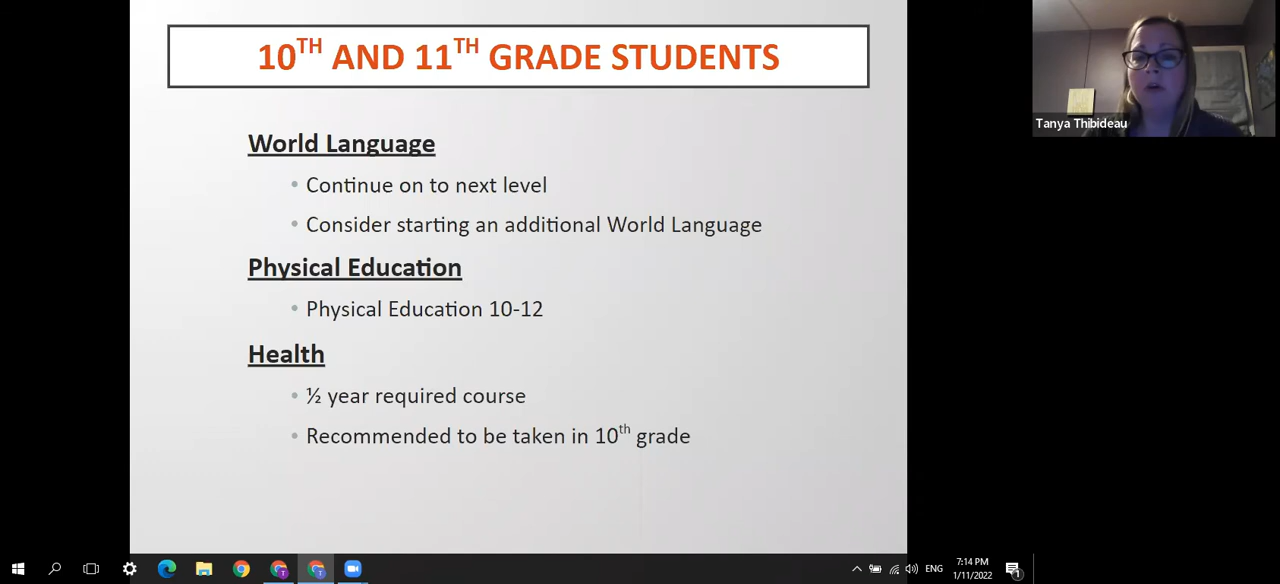 10TH AND 11TH GRADE STUDENTS
World Language
• Continue on to next level
• Consider starting an additional World Language
Physical Education
• Physical Education 10-12
Health
• ½ year required course
• Recommended to be taken in 10th grade
Tanya Thibideau
ENG
7:14 PM
1/11/2022
1